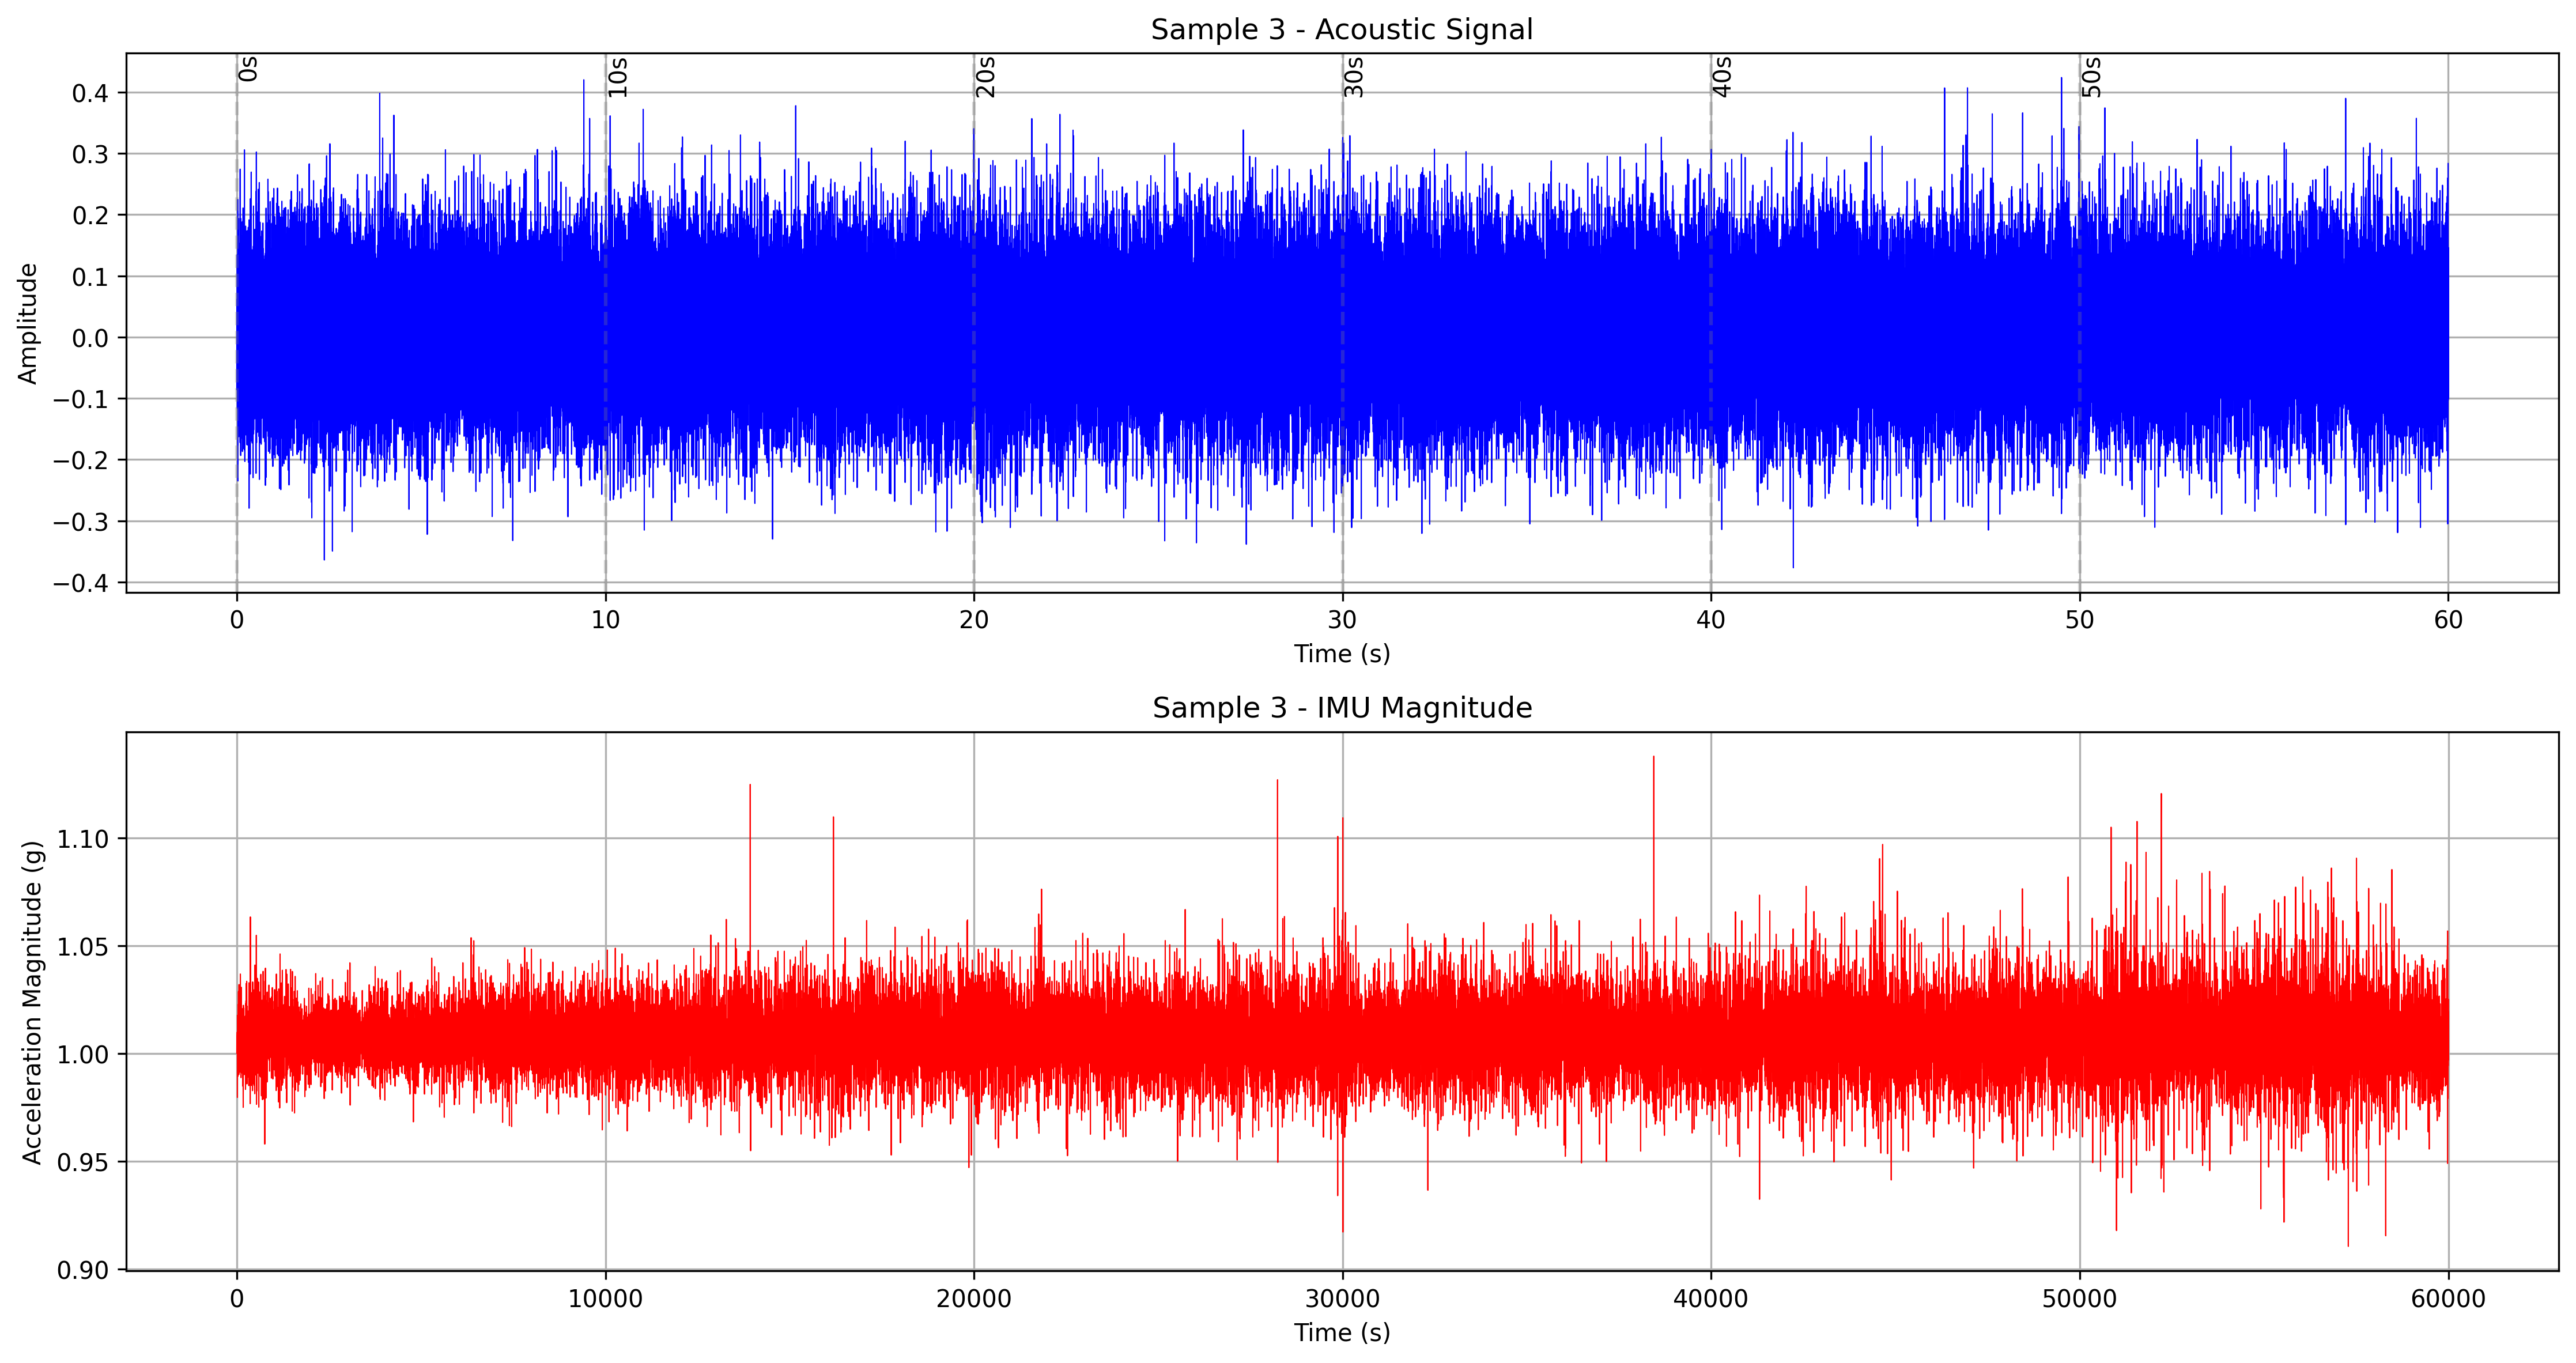 Sample 3 - Acoustic Signal
0s
10s
20s
30s
40s
50s
0.4
0.3
0.2
0.1
0.0
−0.1
−0.2
−0.3
−0.4
Amplitude
0 10 20 30 40 50 60
Time (s)
Sample 3 - IMU Magnitude
1.10
1.05
1.00
0.95
0.90
Acceleration Magnitude (g)
0 10000 20000 30000 40000 50000 60000
Time (s)